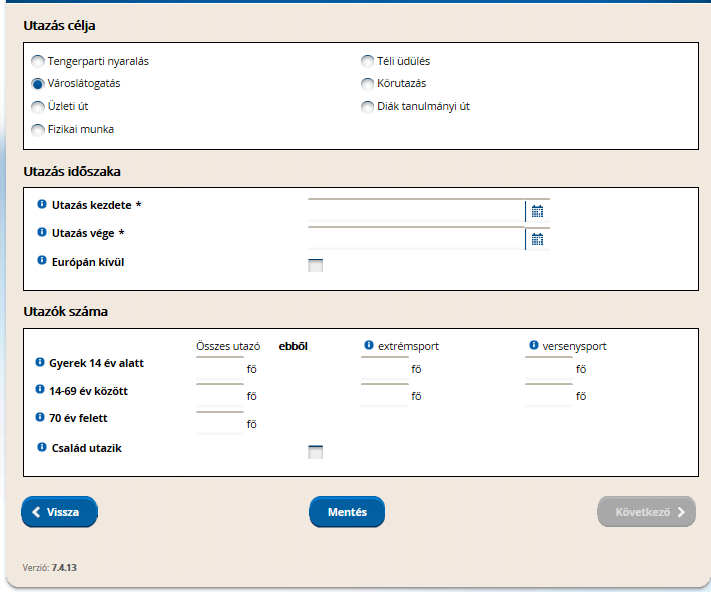 Utazás célja
Tengerparti nyaralás Téli üdülés
Városlátogatás Körutazás
Üzleti út Diák tanulmányi út
Fizikai munka
Utazás időszaka
Utazás kezdete *
Utazás vége *
Európán kívül
Utazók száma
Összes utazó ebből extrémsport versenysport
Gyerek 14 év alatt fő fő fő
14-69 év között fő fő fő
70 év felett fő
Család utazik
Vissza Mentés Következő
Verzió: 7.4.13